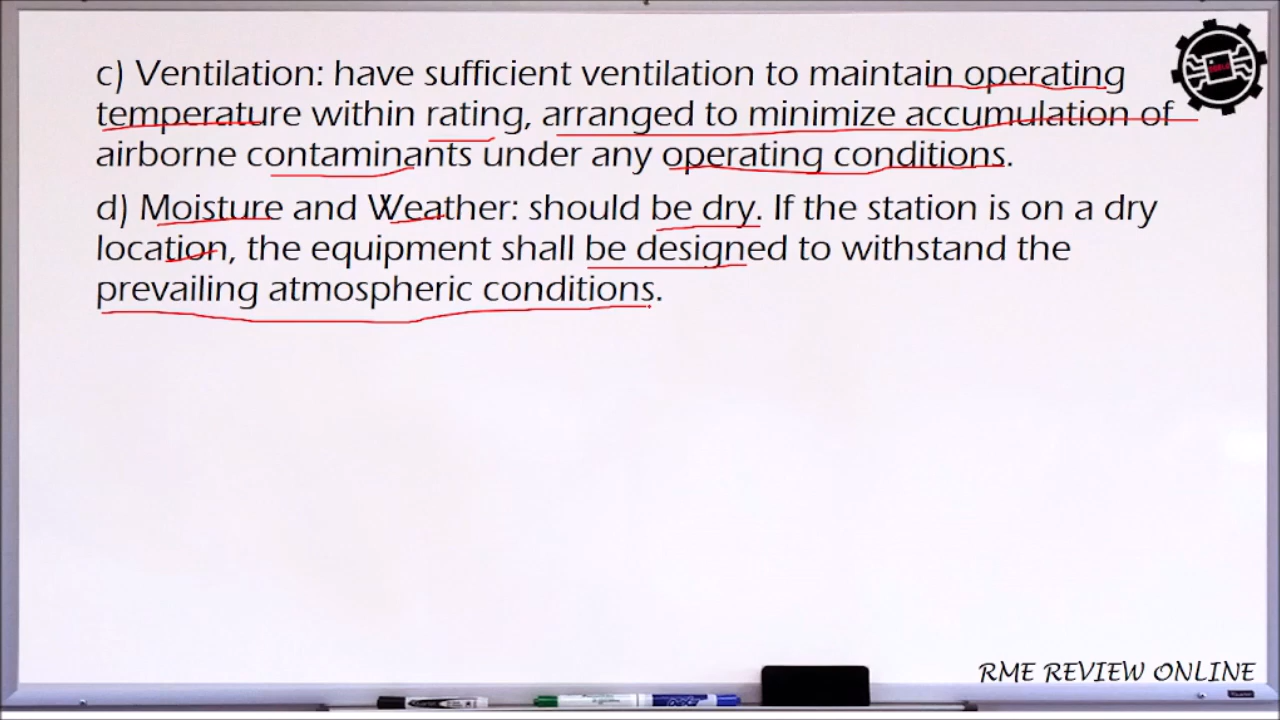 c) Ventilation: have sufficient ventilation to maintain operating
temperature within rating, arranged to minimize accumulation of
airborne contaminants under any operating conditions.
d) Moisture and Weather: should be dry. If the station is on a dry
location, the equipment shall be designed to withstand the
prevailing atmospheric conditions.
RME REVIEW ONLINE